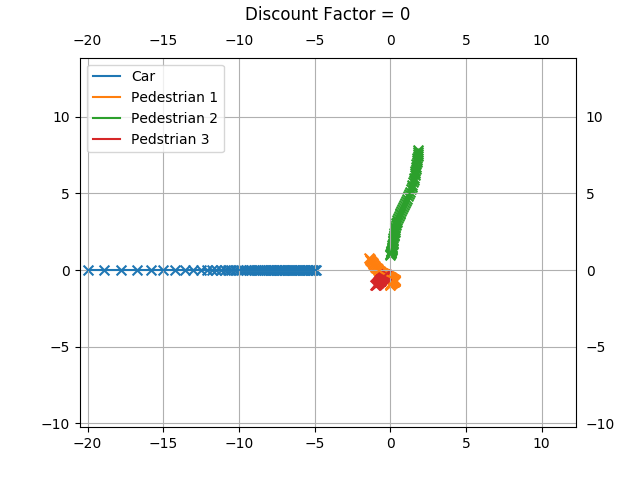 Discount Factor = 0
−20 −15 −10 −5 0 5 10
Car
Pedestrian 1
Pedestrian 2
Pedstrian 3
10 10
5 5
0 0
−5 −5
−10 −10
−20 −15 −10 −5 0 5 10